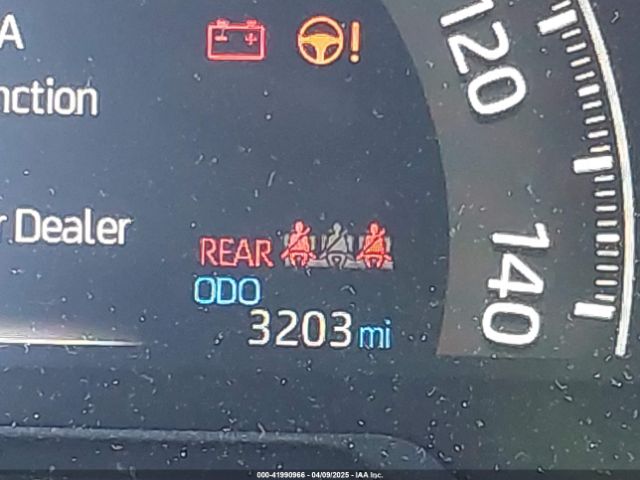 A
nction
120
r Dealer
REAR
140
ODO
3203 mi
000-41990966 - 04/09/2025 - IAA Inc.